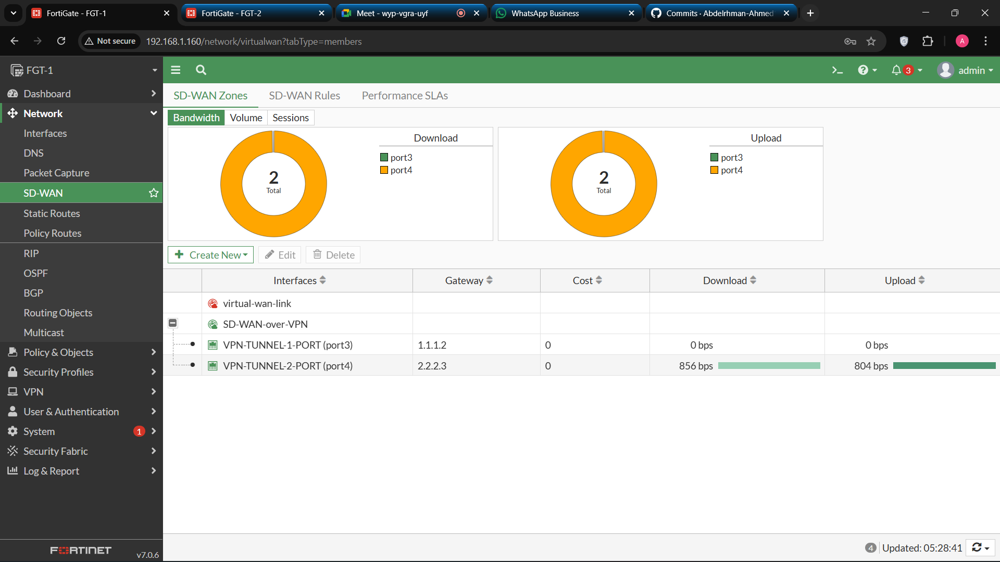 FortiGate - FGT-1
FortiGate - FGT-2
Meet - wyp-vgra-uyf
WhatsApp Business
Commits · Abdelrhman-Ahmed
Not secure
192.168.1.160/network/virtualwan?tabType=members
A
FGT-1
3
admin
Dashboard
Network
Interfaces
DNS
Packet Capture
SD-WAN
Static Routes
Policy Routes
RIP
OSPF
BGP
Routing Objects
Multicast
Policy & Objects
Security Profiles
VPN
User & Authentication
System
1
Security Fabric
Log & Report
FORTINET
v7.0.6
SD-WAN Zones
SD-WAN Rules
Performance SLAs
Bandwidth
Volume
Sessions
2
Total
Download
port3
port4
2
Total
Upload
port3
port4
Create New
Edit
Delete
Interfaces
Gateway
Cost
Download
Upload
virtual-wan-link
SD-WAN-over-VPN
VPN-TUNNEL-1-PORT (port3)
1.1.1.2
0
0 bps
0 bps
VPN-TUNNEL-2-PORT (port4)
2.2.2.3
0
856 bps
804 bps
4
Updated: 05:28:41